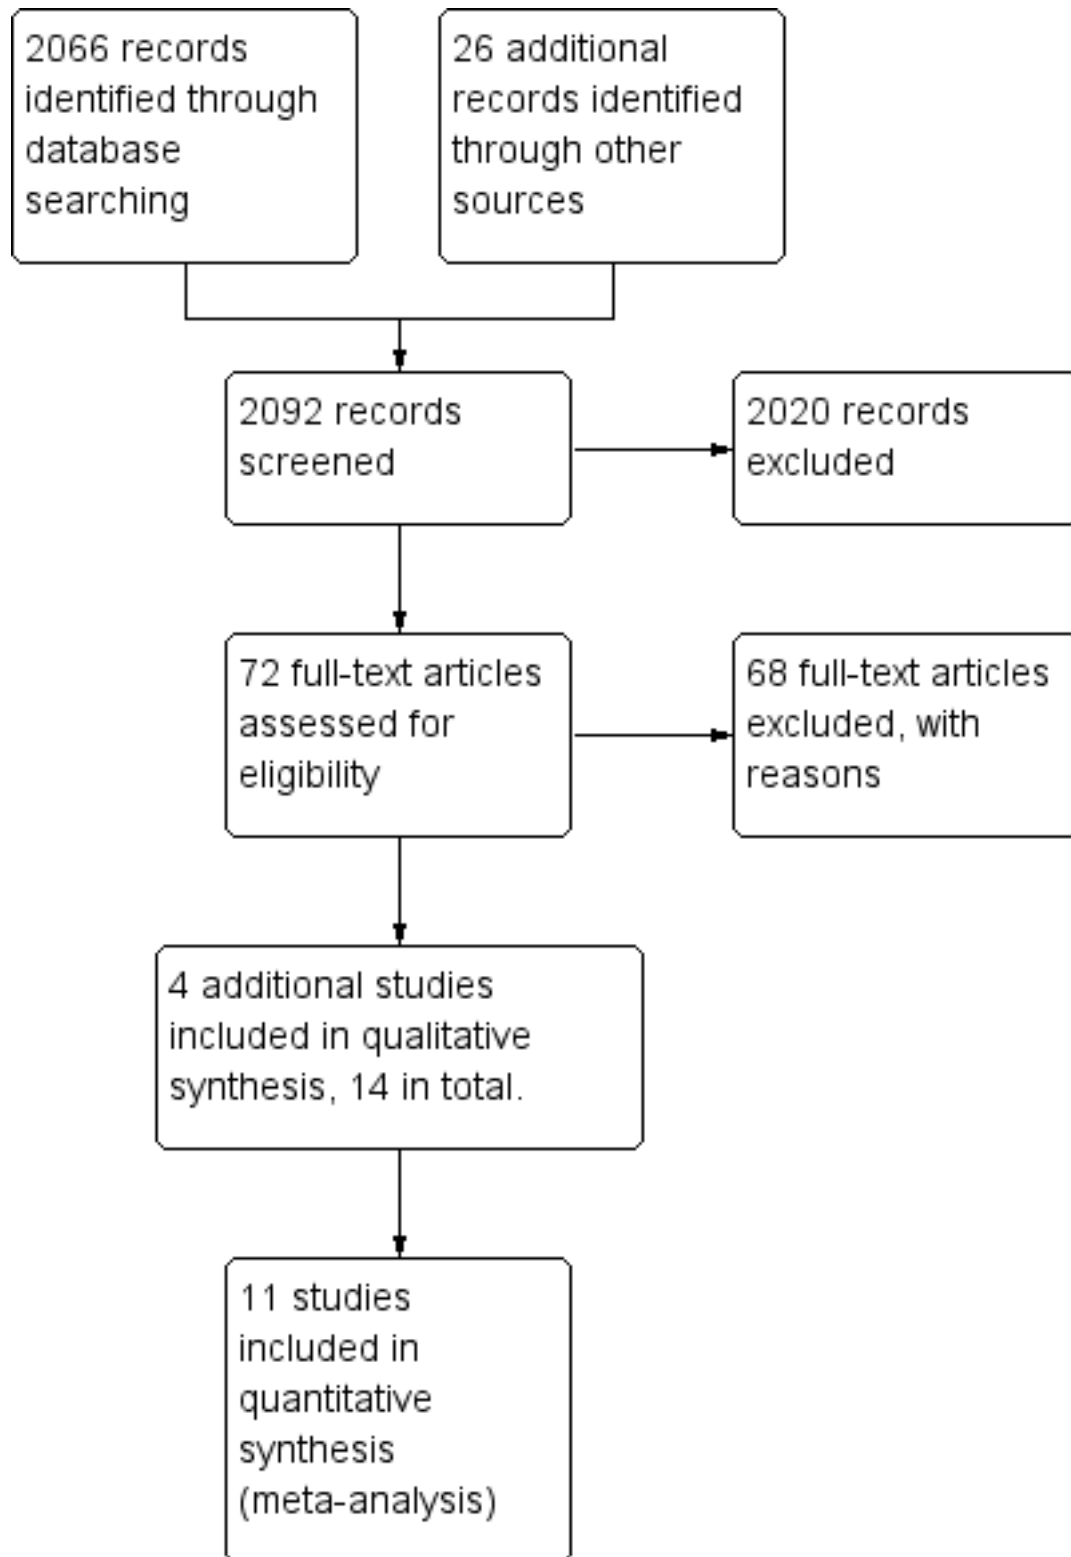 2066 records
identified through
database
searching
26 additional
records identified
through other
sources
2092 records
screened
2020 records
excluded
72 full-text articles
assessed for
eligibility
68 full-text articles
excluded, with
reasons
4 additional studies
included in qualitative
synthesis, 14 in total.
11 studies
included in
quantitative
synthesis
(meta-analysis)